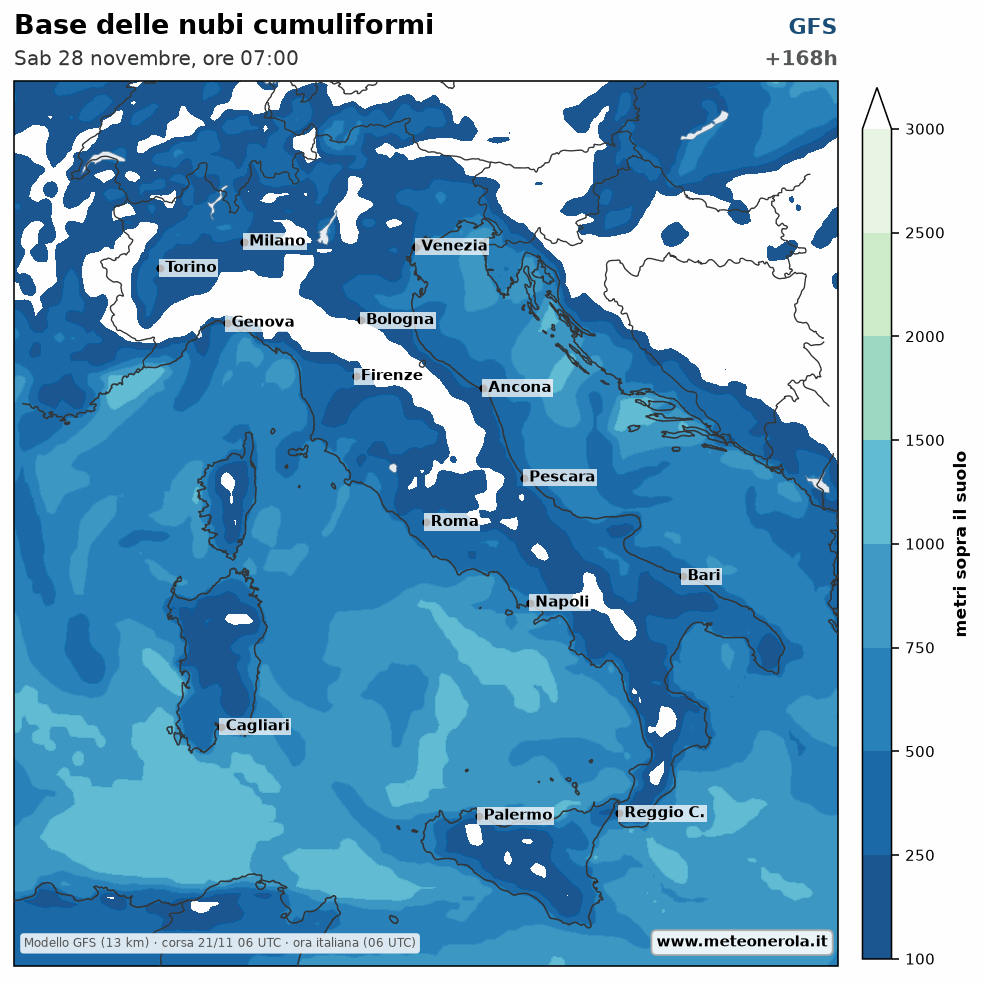 Base delle nubi cumuliformi
GFS
Sab 28 novembre, ore 07:00
+168h
3000
2500
2000
1500
1000
750
500
250
100
metri sopra il suolo
Milano
Venezia
Torino
Genova
Bologna
Firenze
Ancona
Pescara
Roma
Bari
Napoli
Cagliari
Palermo
Reggio C.
Modello GFS (13 km) · corsa 21/11 06 UTC · ora italiana (06 UTC)
www.meteonerola.it